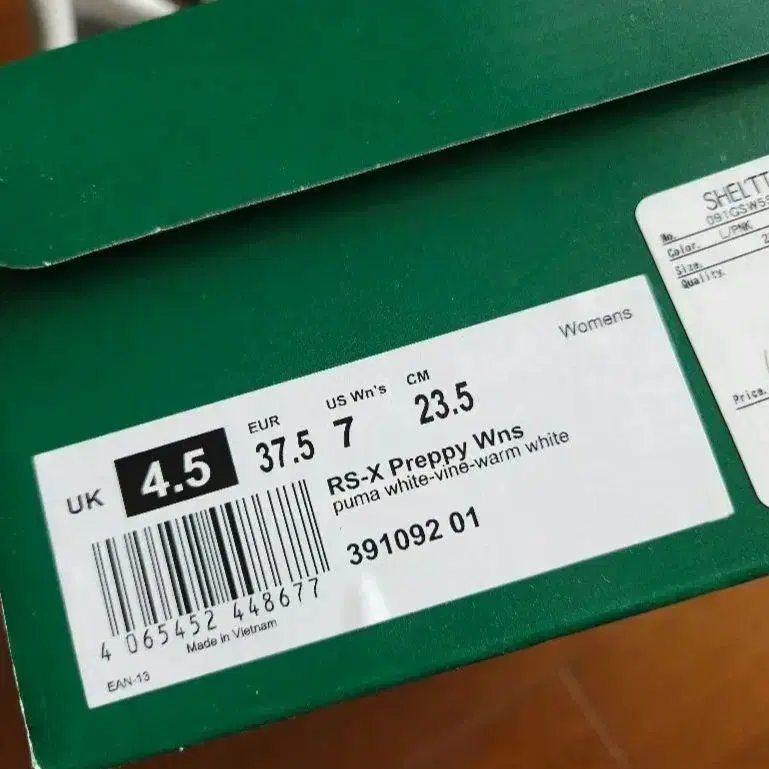 Womens
UK 4.5
EUR 37.5
US Wn's 7
CM 23.5
RS-X Preppy Wns
puma white-vine-warm white
391092 01
4 065452 448677
Made in Vietnam
EAN-13
No.
Color. L/PNK
Size.
Quality.
Price.